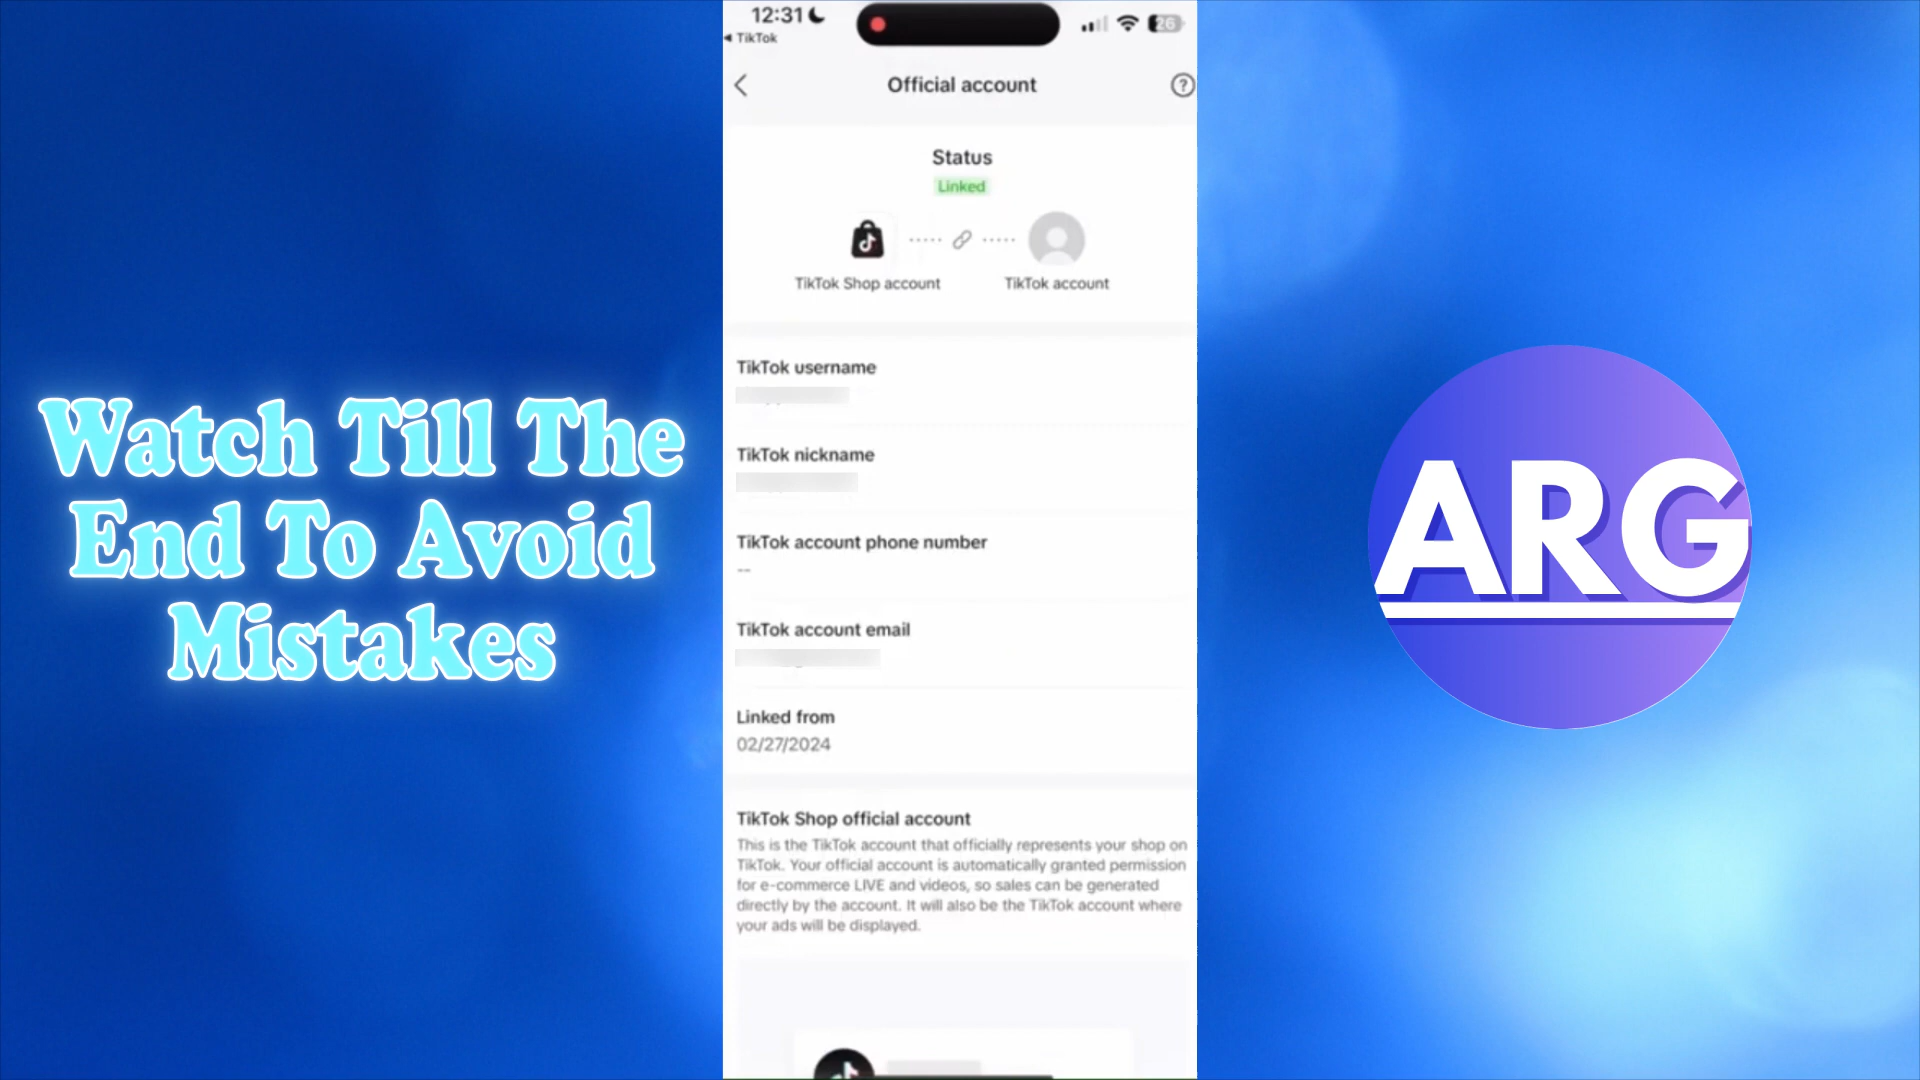 Watch Till The
End To Avoid
Mistakes
12:31
26
TikTok
Official account
?
Status
Linked
TikTok Shop account
TikTok account
TikTok username
TikTok nickname
TikTok account phone number
--
TikTok account email
Linked from
02/27/2024
TikTok Shop official account
This is the TikTok account that officially represents your shop on
TikTok. Your official account is automatically granted permission
for e-commerce LIVE and videos, so sales can be generated
directly by the account. It will also be the TikTok account where
your ads will be displayed.
ARG